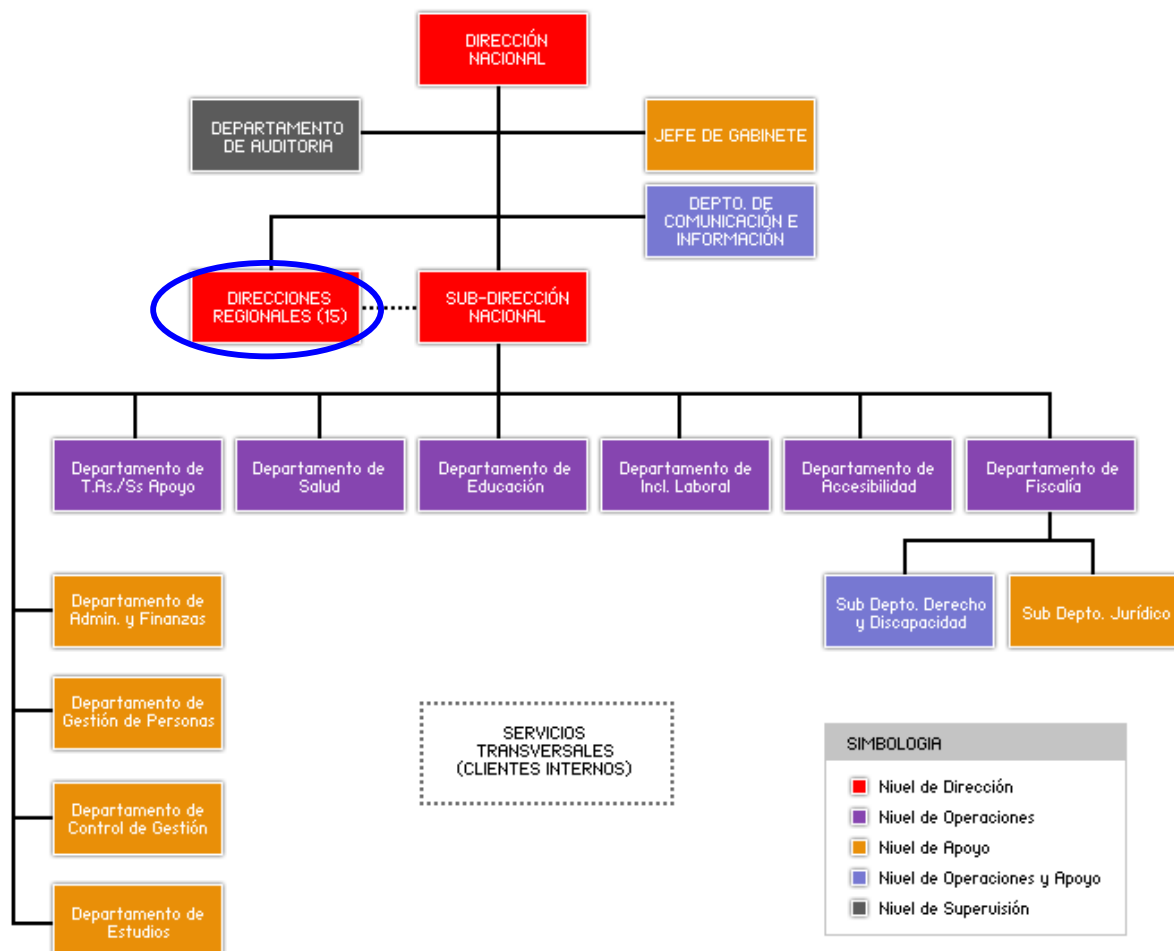 DIRECCIÓN
NACIONAL
DEPARTAMENTO
DE AUDITORIA
JEFE DE GABINETE
DEPTO. DE
COMUNICACIÓN E
INFORMACIÓN
DIRECCIONES
REGIONALES (15)
SUB-DIRECCIÓN
NACIONAL
Departamento de
T.As./Ss Apoyo
Departamento de
Salud
Departamento de
Educación
Departamento de
Incl. Laboral
Departamento de
Accesibilidad
Departamento de
Fiscalía
Departamento de
Admin. y Finanzas
Sub Depto. Derecho
y Discapacidad
Sub Depto. Jurídico
Departamento de
Gestión de Personas
SERVICIOS
TRANSVERSALES
(CLIENTES INTERNOS)
Departamento de
Control de Gestión
Departamento de
Estudios
SIMBOLOGIA
Nivel de Dirección
Nivel de Operaciones
Nivel de Apoyo
Nivel de Operaciones y Apoyo
Nivel de Supervisión